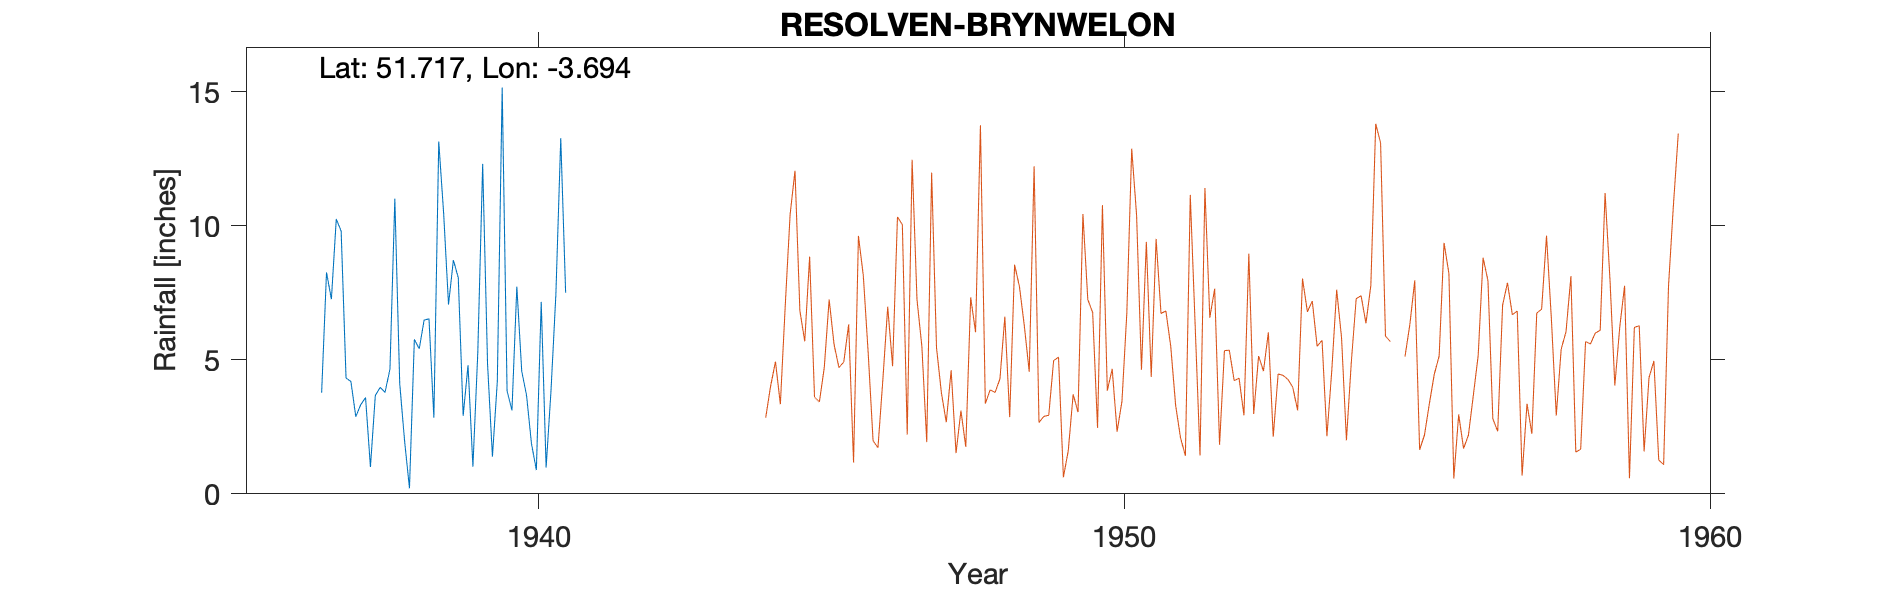 RESOLVEN-BRYNWELON
Lat: 51.717, Lon: -3.694
15
10
5
0
Rainfall [inches]
1940
1950
1960
Year